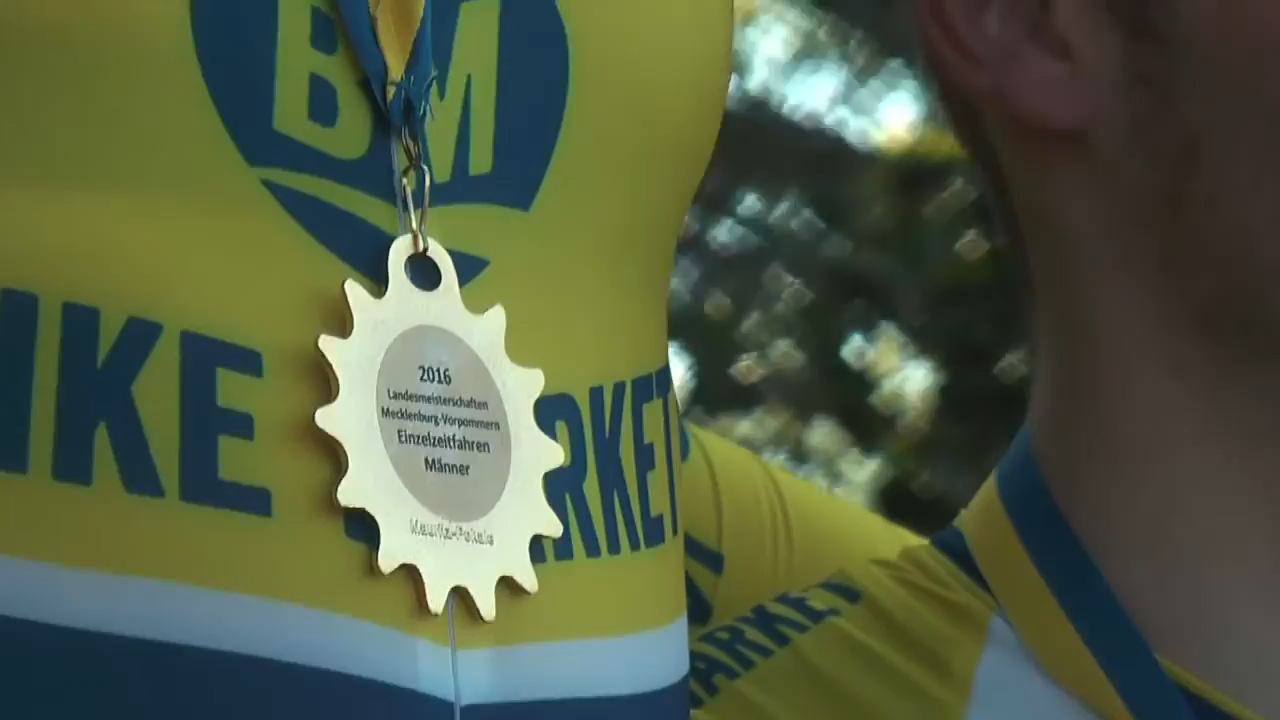 BM
IKE
ARKET
2016
Landesmeisterschaften
Mecklenburg-Vorpommern
Einzelzeitfahren
Männer
ARKET